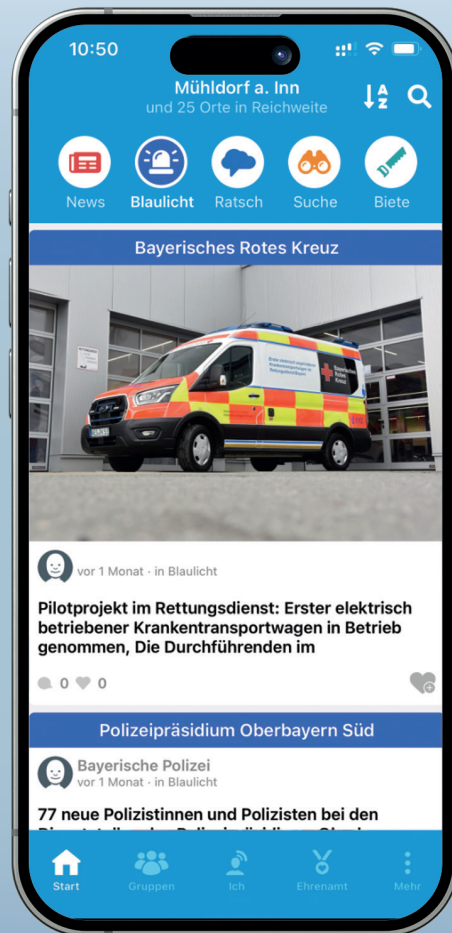 10:50
Mühldorf a. Inn
und 25 Orte in Reichweite
News
Blaulicht
Ratsch
Suche
Biete
Bayerisches Rotes Kreuz
Bayerisches
Rotes
Kreuz
vor 1 Monat · in Blaulicht
Pilotprojekt im Rettungsdienst: Erster elektrisch
betriebener Krankentransportwagen in Betrieb
genommen, Die Durchführenden im
0
0
Polizeipräsidium Oberbayern Süd
Bayerische Polizei
vor 1 Monat · in Blaulicht
77 neue Polizistinnen und Polizisten bei den
Start
Gruppen
Ich
Ehrenamt
Mehr